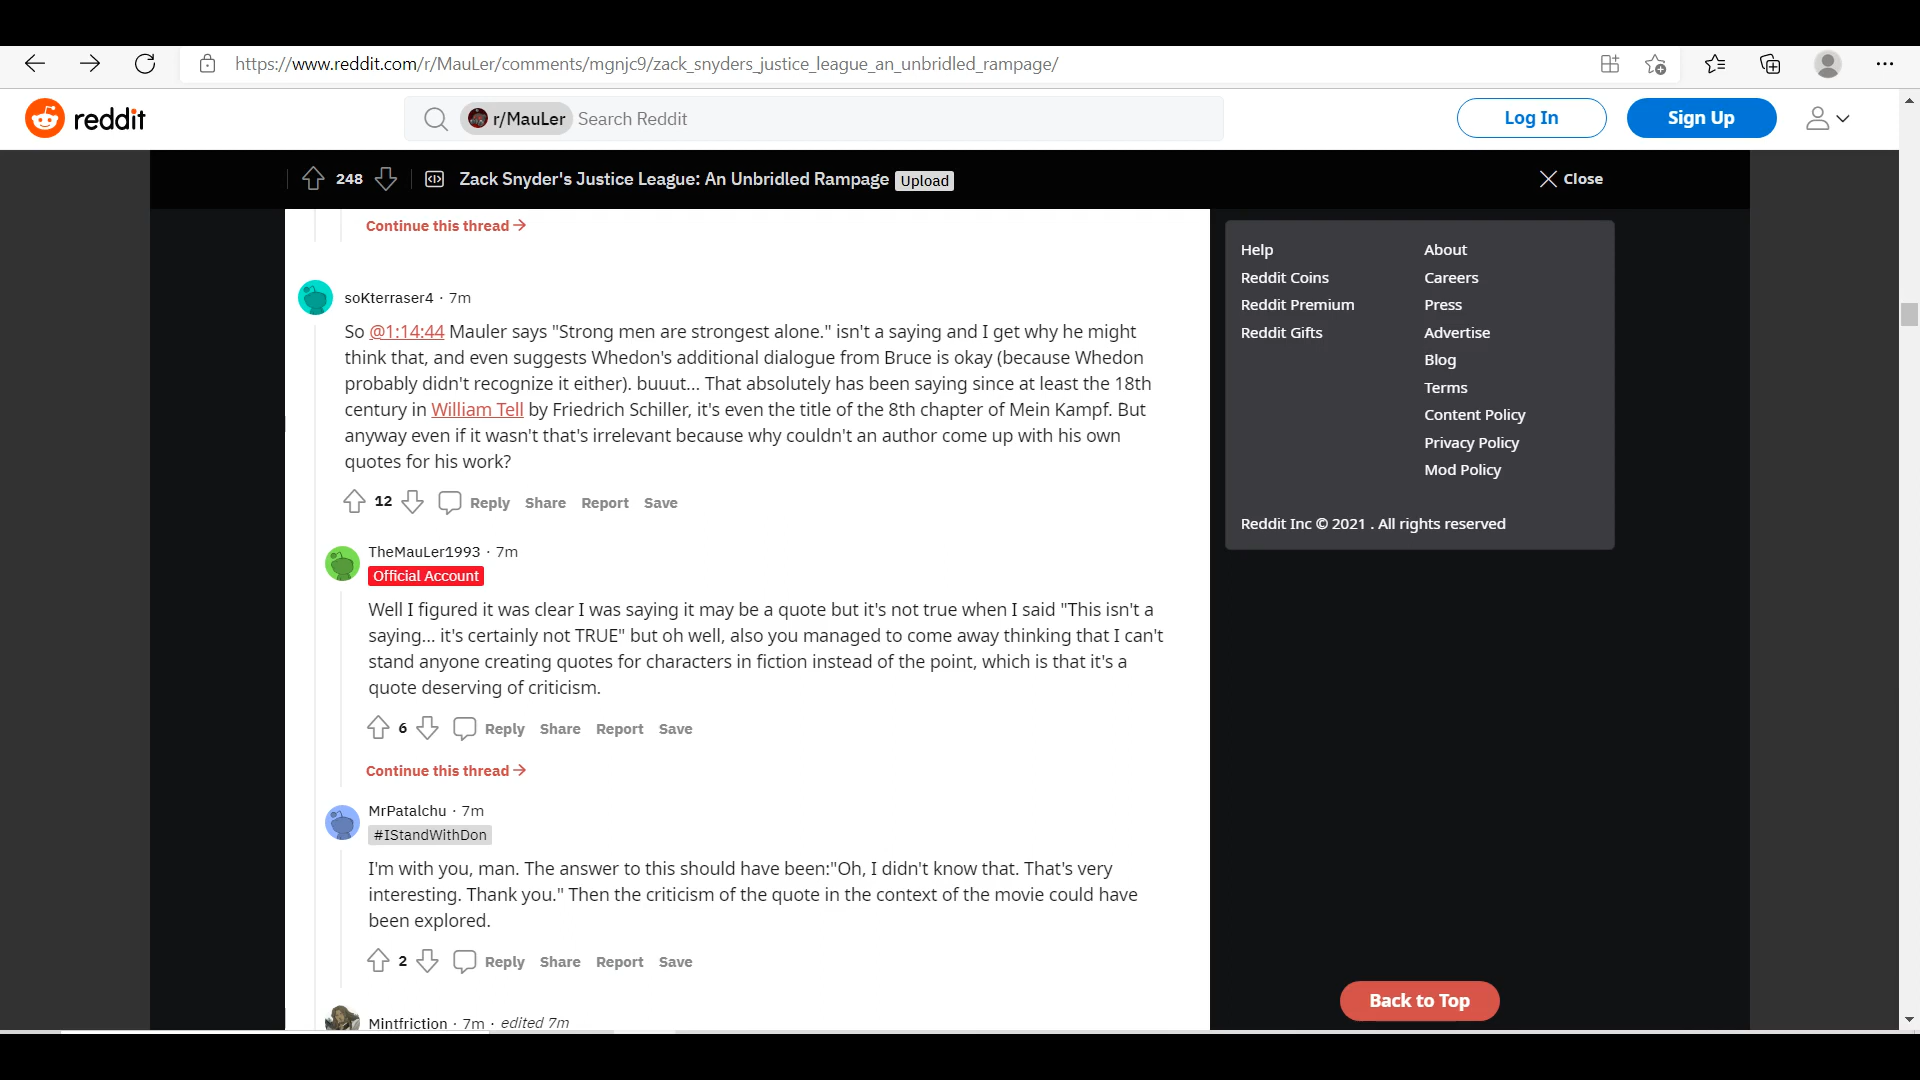 https://www.reddit.com/r/MauLer/comments/mgnjc9/zack_snyders_justice_league_an_unbridled_rampage/
reddit
r/MauLer Search Reddit
Log In
Sign Up
248
Zack Snyder's Justice League: An Unbridled Rampage Upload
Close
Continue this thread
soKterraser4 · 7m
So @1:14:44 Mauler says "Strong men are strongest alone." isn't a saying and I get why he might
think that, and even suggests Whedon's additional dialogue from Bruce is okay (because Whedon
probably didn't recognize it either). buuut... That absolutely has been saying since at least the 18th
century in William Tell by Friedrich Schiller, it's even the title of the 8th chapter of Mein Kampf. But
anyway even if it wasn't that's irrelevant because why couldn't an author come up with his own
quotes for his work?
12 Reply Share Report Save
TheMauLer1993 · 7m
Official Account
Well I figured it was clear I was saying it may be a quote but it's not true when I said "This isn't a
saying... it's certainly not TRUE" but oh well, also you managed to come away thinking that I can't
stand anyone creating quotes for characters in fiction instead of the point, which is that it's a
quote deserving of criticism.
6 Reply Share Report Save
Continue this thread
MrPatalchu · 7m
#IStandWithDon
I'm with you, man. The answer to this should have been:"Oh, I didn't know that. That's very
interesting. Thank you." Then the criticism of the quote in the context of the movie could have
been explored.
2 Reply Share Report Save
Mintfriction · 7m · edited 7m
Help
Reddit Coins
Reddit Premium
Reddit Gifts
About
Careers
Press
Advertise
Blog
Terms
Content Policy
Privacy Policy
Mod Policy
Reddit Inc © 2021 . All rights reserved
Back to Top